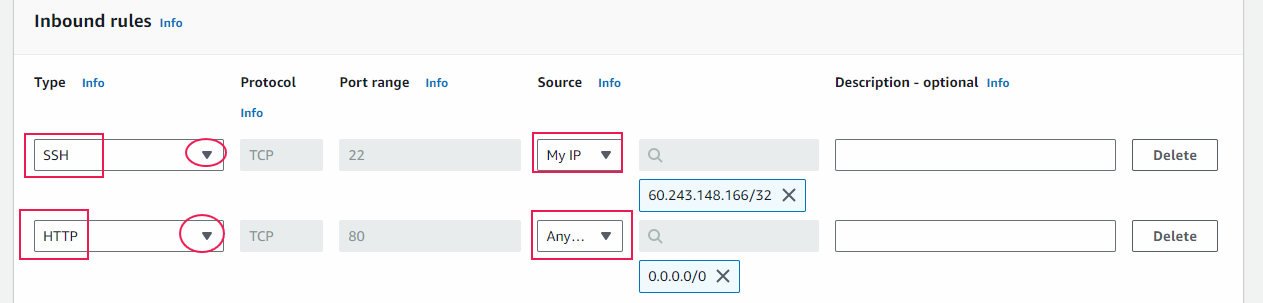 Inbound rules Info
Type Info Protocol Port range Info Source Info Description - optional Info
Info
SSH TCP 22 My IP Delete
60.243.148.166/32
HTTP TCP 80 Any... Delete
0.0.0.0/0